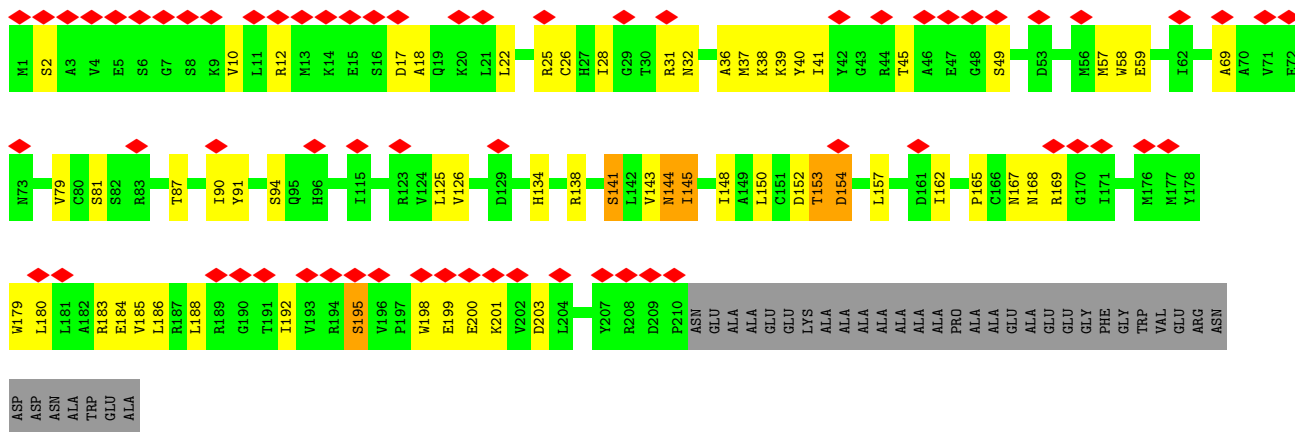 M1 S2 A3 V4 E5 S6 G7 S8 K9 V10 L11 R12 M13 K14 E15 S16 D17 A18 Q19 K20 L21 L22 R25 C26 H27 I28 G29 T30 R31 N32 A36 M37 K38 K39 Y40 I41 Y42 G43 R44 T45 A46 E47 G48 S49 D53 M56 M57 W58 E59 I62 A69 A70 V71 E72
N73 V79 C80 S81 S82 R83 T87 I90 Y91 S94 Q95 H96 I115 R123 V124 L125 V126 D129 H134 R138 S141 L142 V143 N144 I145 I148 A149 L150 C151 D152 T153 D154 L157 D161 I162 P165 C166 N167 N168 R169 G170 I171 M176 M177 Y178
W179 L180 L181 A182 R183 E184 V185 L186 R187 L188 R189 G190 T191 I192 V193 R194 S195 V196 P197 W198 E199 E200 K201 V202 D203 L204 Y207 R208 D209 P210 ASN GLU ALA ALA GLU GLU LYS ALA ALA ALA ALA ALA ALA ALA PRO ALA ALA GLU ALA GLU GLU GLY PHE GLY TRP VAL GLU ARG ASN
ASP ASP ASN ALA TRP GLU ALA